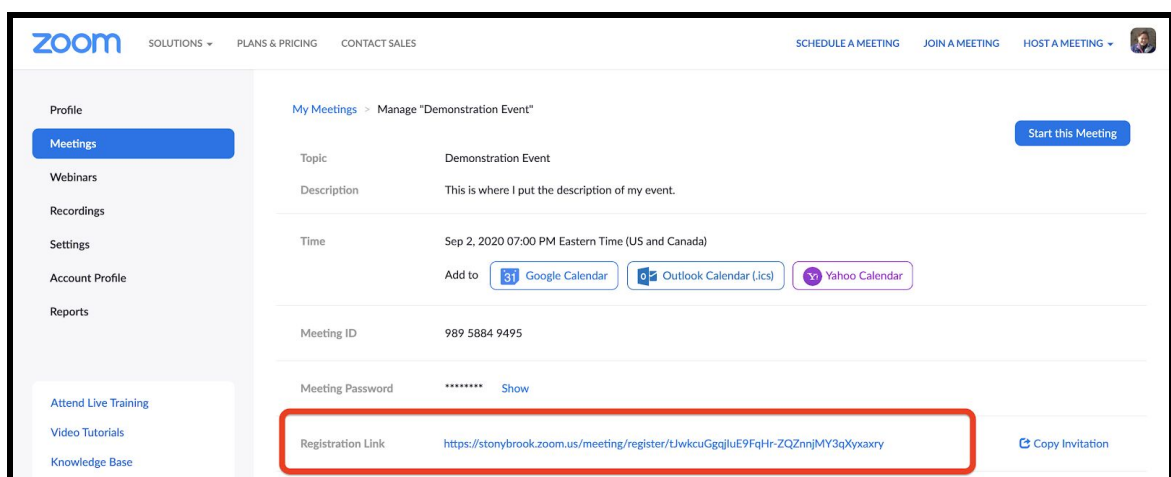 zoom SOLUTIONS PLANS & PRICING CONTACT SALES SCHEDULE A MEETING JOIN A MEETING HOST A MEETING
Profile
Meetings
Webinars
Recordings
Settings
Account Profile
Reports
Attend Live Training
Video Tutorials
Knowledge Base
My Meetings > Manage "Demonstration Event"
Start this Meeting
Topic Demonstration Event
Description This is where I put the description of my event.
Time Sep 2, 2020 07:00 PM Eastern Time (US and Canada)
Add to 31 Google Calendar Outlook Calendar (.ics) Yahoo Calendar
Meeting ID 989 5884 9495
Meeting Password ******** Show
Registration Link https://stonybrook.zoom.us/meeting/register/tJwkcuGgqjIuE9FqHr-ZQZnnjMY3qXyxaxry Copy Invitation